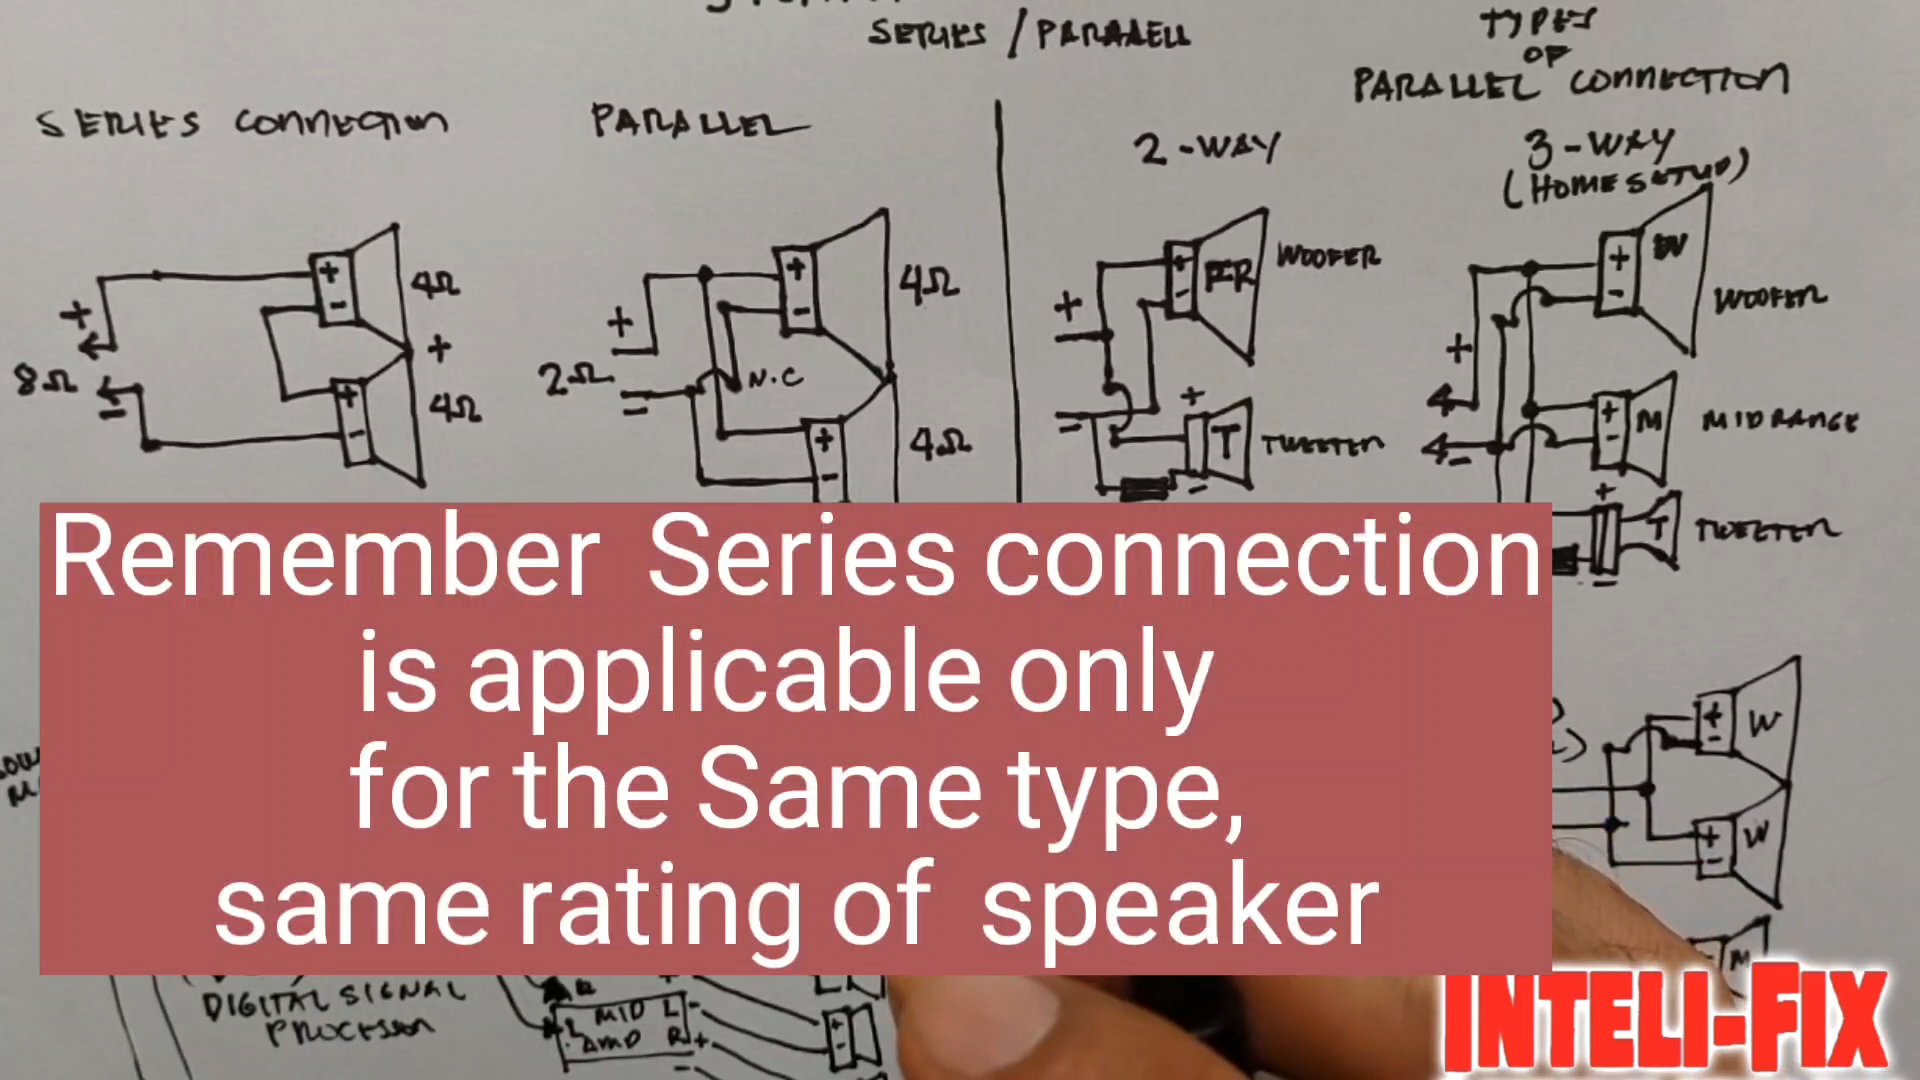 SERIES / PARALLEL
TYPES
OF
PARALLEL CONNECTION
SERIES CONNECTION
PARALLEL
2-WAY
3-WAY
(HOME SETUP)
+
-
4Ω
+
8Ω
+
-
+
-
4Ω
+
-
4Ω
+
2Ω
-
N.C
+
-
4Ω
+
-
FR
WOOFER
+
-
+
T
-
TWEETER
+
-
W
WOOFER
+
-
+
-
M
MIDRANGE
+
T
-
TWEETER
Remember Series connection
is applicable only
for the Same type,
same rating of speaker
+
-
W
+
-
W
M
DIGITAL SIGNAL
PROCESSOR
MID L -
L AMP R +
-
+
-
INTELI-FIX